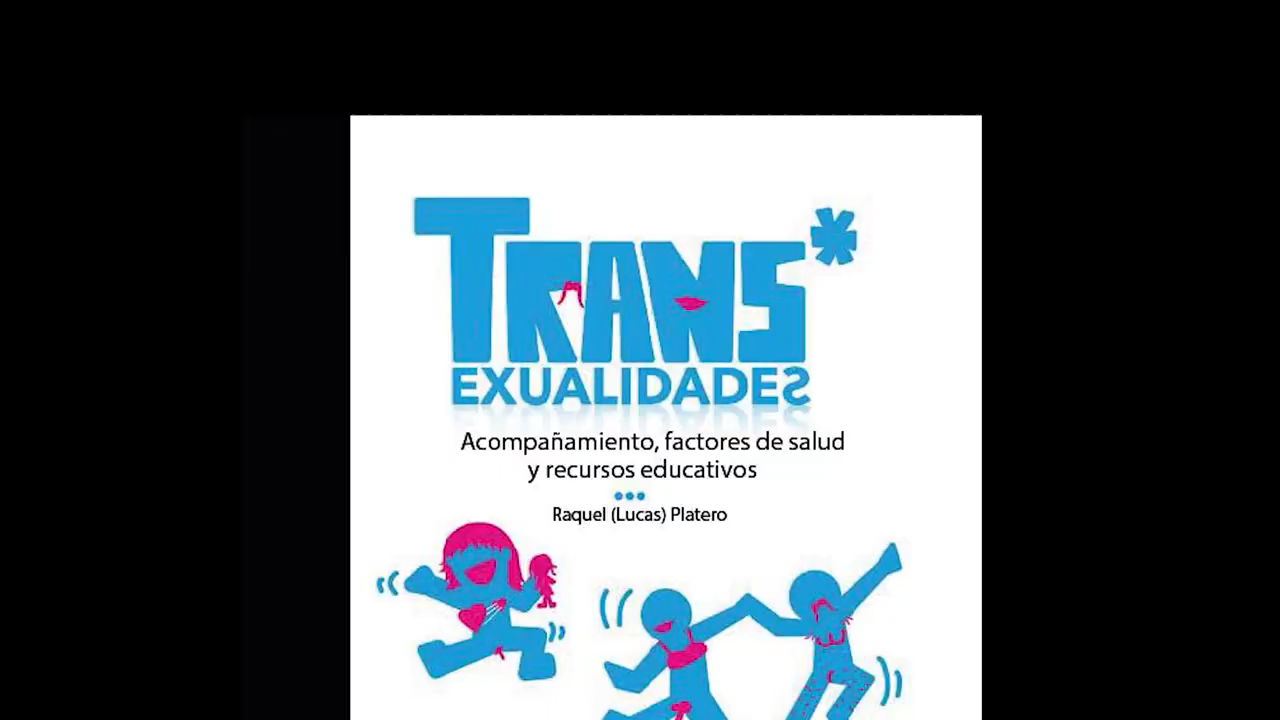 TRANS*
EXUALIDADES
Acompañamiento, factores de salud
y recursos educativos
Raquel (Lucas) Platero